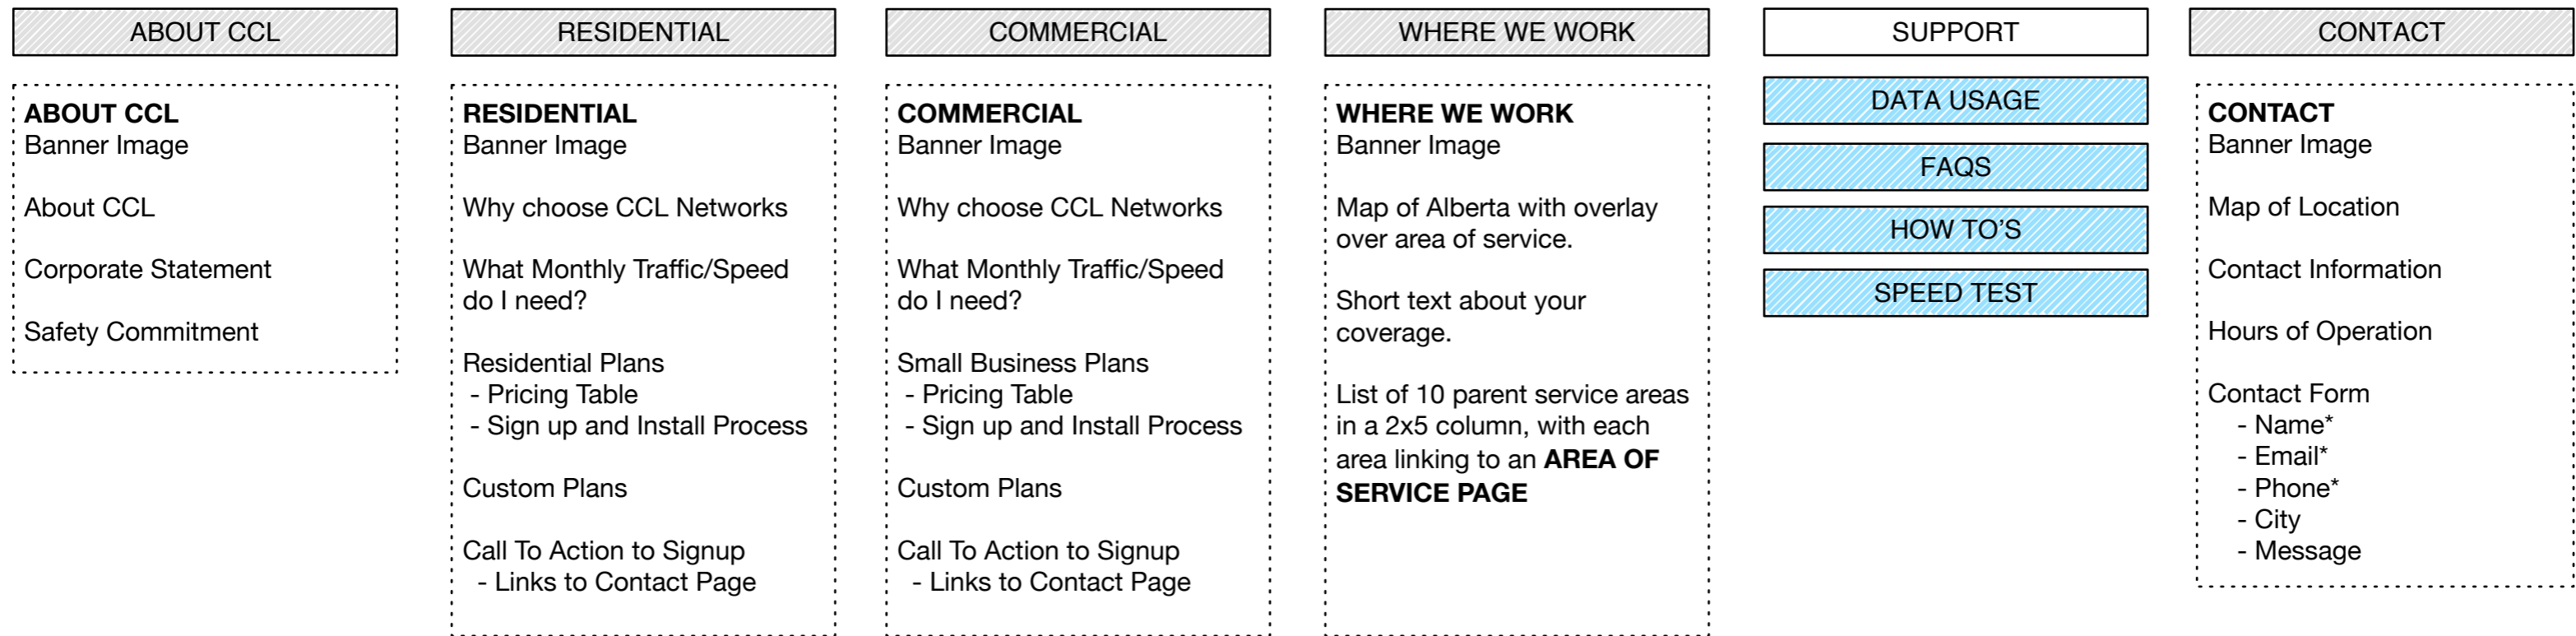 ABOUT CCL
RESIDENTIAL
COMMERCIAL
WHERE WE WORK
SUPPORT
CONTACT
ABOUT CCL
Banner Image
About CCL
Corporate Statement
Safety Commitment
RESIDENTIAL
Banner Image
Why choose CCL Networks
What Monthly Traffic/Speed
do I need?
Residential Plans
- Pricing Table
- Sign up and Install Process
Custom Plans
Call To Action to Signup
- Links to Contact Page
COMMERCIAL
Banner Image
Why choose CCL Networks
What Monthly Traffic/Speed
do I need?
Small Business Plans
- Pricing Table
- Sign up and Install Process
Custom Plans
Call To Action to Signup
- Links to Contact Page
WHERE WE WORK
Banner Image
Map of Alberta with overlay
over area of service.
Short text about your
coverage.
List of 10 parent service areas
in a 2x5 column, with each
area linking to an AREA OF
SERVICE PAGE
DATA USAGE
FAQS
HOW TO'S
SPEED TEST
CONTACT
Banner Image
Map of Location
Contact Information
Hours of Operation
Contact Form
- Name*
- Email*
- Phone*
- City
- Message